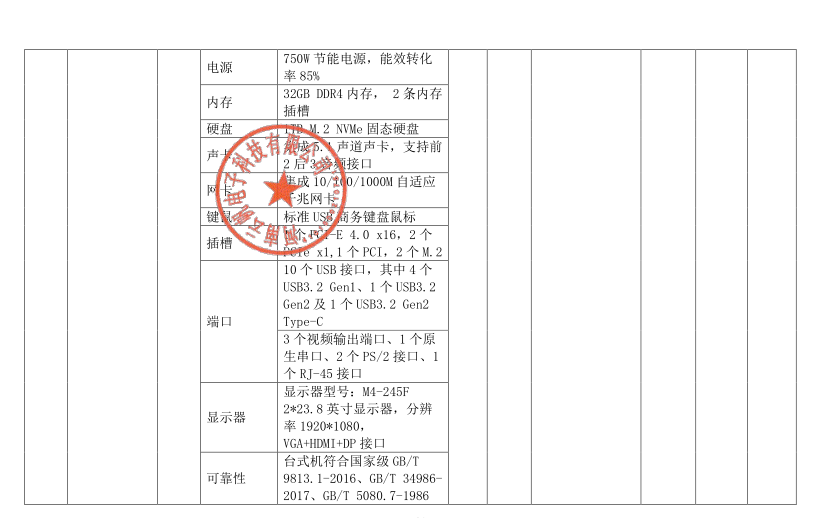 电源
750W 节能电源，能效转化
率 85%
内存
32GB DDR4 内存， 2 条内存
插槽
硬盘
1TB M.2 NVMe 固态硬盘
声卡
集成 5.1 声道声卡，支持前
2 后 3 音频接口
网卡
集成 10/100/1000M 自适应
千兆网卡
键鼠
标准 USB 商务键盘鼠标
插槽
1 个 PCI-E 4.0 x16，2 个
PCIe x1,1 个 PCI，2 个 M.2
端口
10 个 USB 接口，其中 4 个
USB3.2 Gen1、1 个 USB3.2
Gen2 及 1 个 USB3.2 Gen2
Type-C
3 个视频输出端口、1 个原
生串口、2 个 PS/2 接口、1
个 RJ-45 接口
显示器
显示器型号：M4-245F
2*23.8 英寸显示器，分辨
率 1920*1080，
VGA+HDMI+DP 接口
可靠性
台式机符合国家级 GB/T
9813.1-2016、GB/T 34986-
2017、GB/T 5080.7-1986